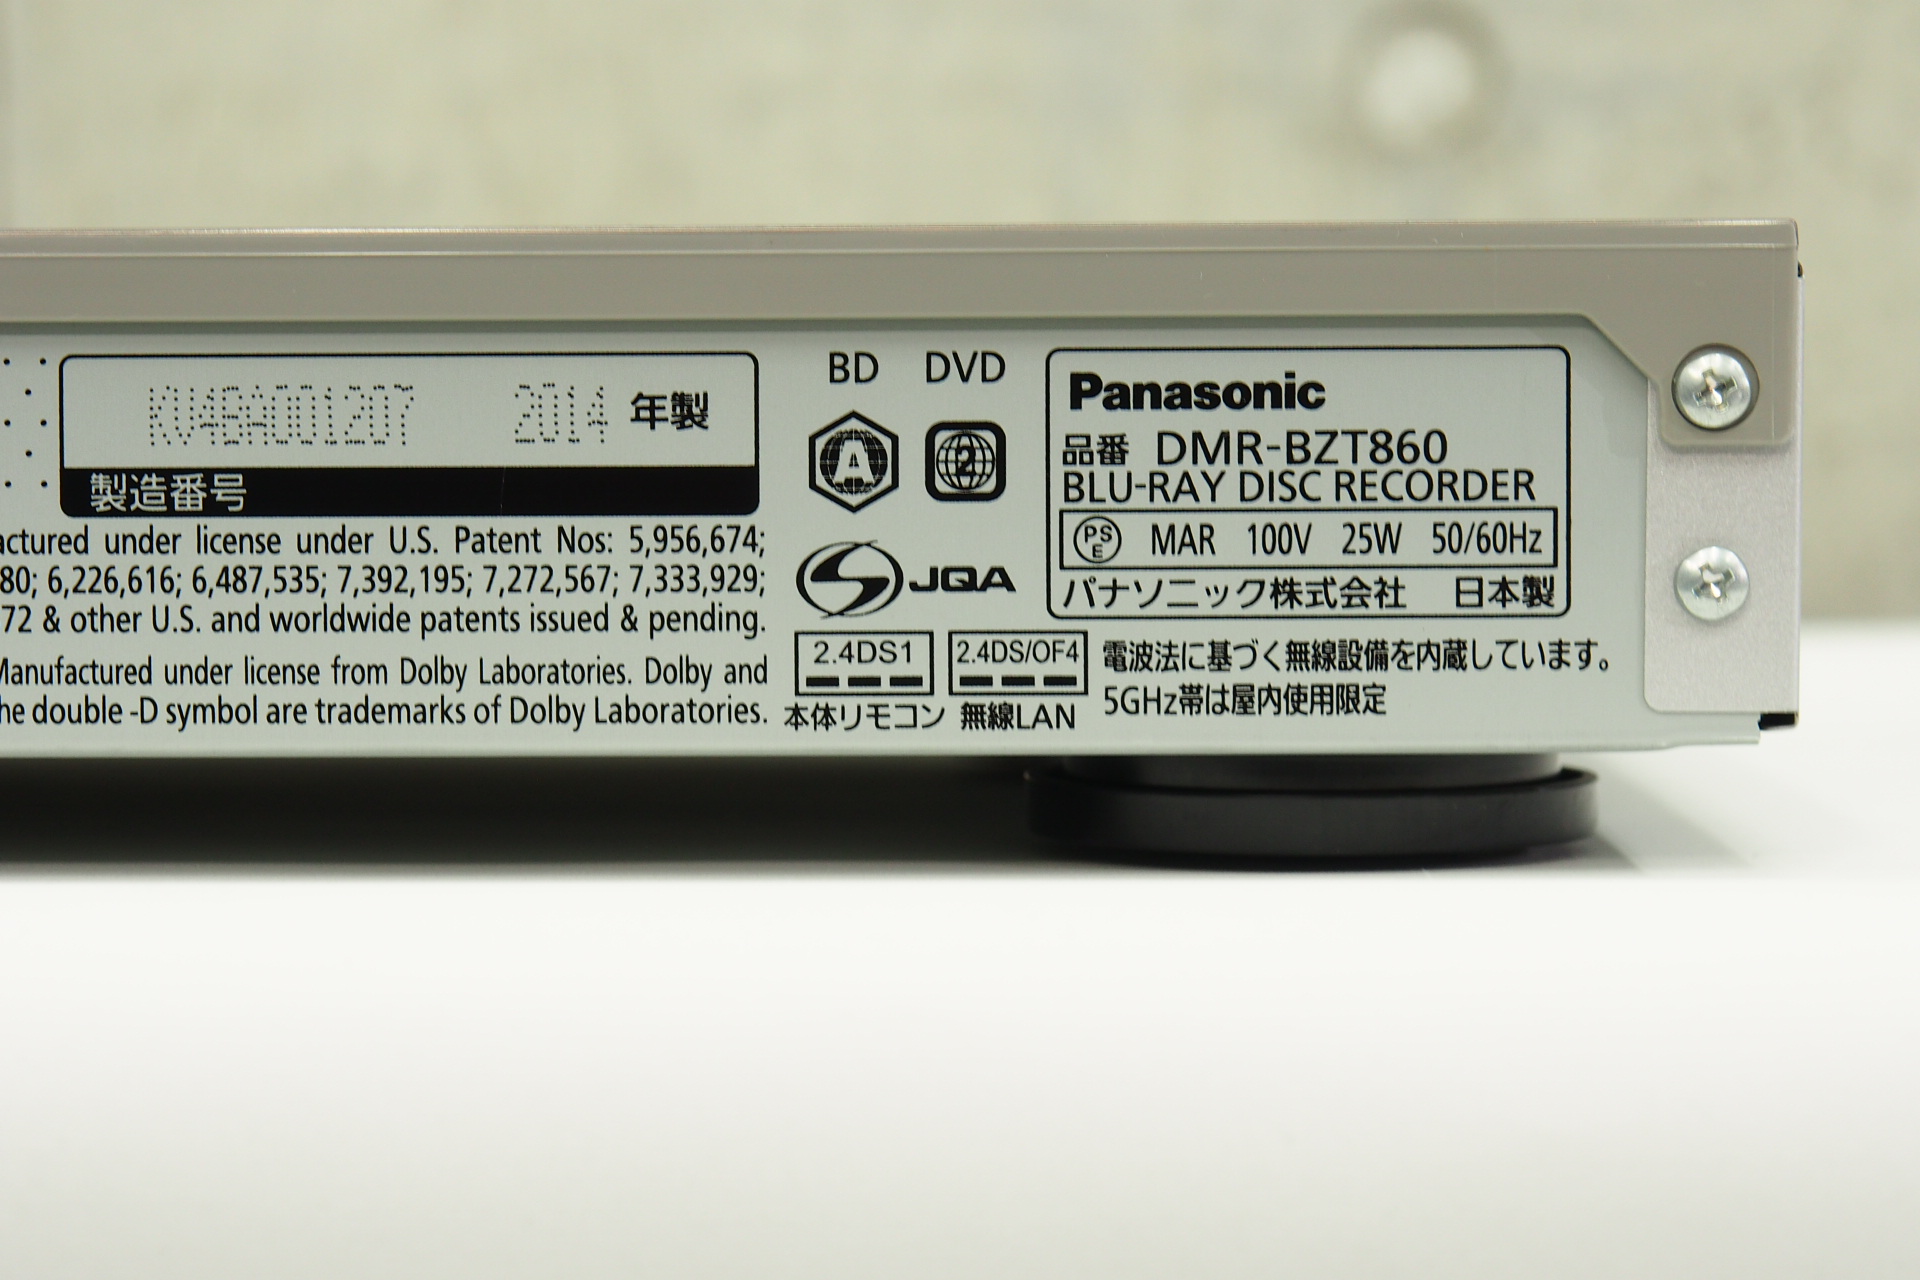 KV4BA001207 2014 年製
製造番号
actured under license under U.S. Patent Nos: 5,956,674;
80; 6,226,616; 6,487,535; 7,392,195; 7,272,567; 7,333,929;
72 & other U.S. and worldwide patents issued & pending.
Manufactured under license from Dolby Laboratories. Dolby and
he double -D symbol are trademarks of Dolby Laboratories.
BD DVD
A 2
JQA
2.4DS1 2.4DS/OF4
本体リモコン 無線LAN
Panasonic
品番 DMR-BZT860
BLU-RAY DISC RECORDER
PSE MAR 100V 25W 50/60Hz
パナソニック株式会社 日本製
電波法に基づく無線設備を内蔵しています。
5GHz帯は屋内使用限定